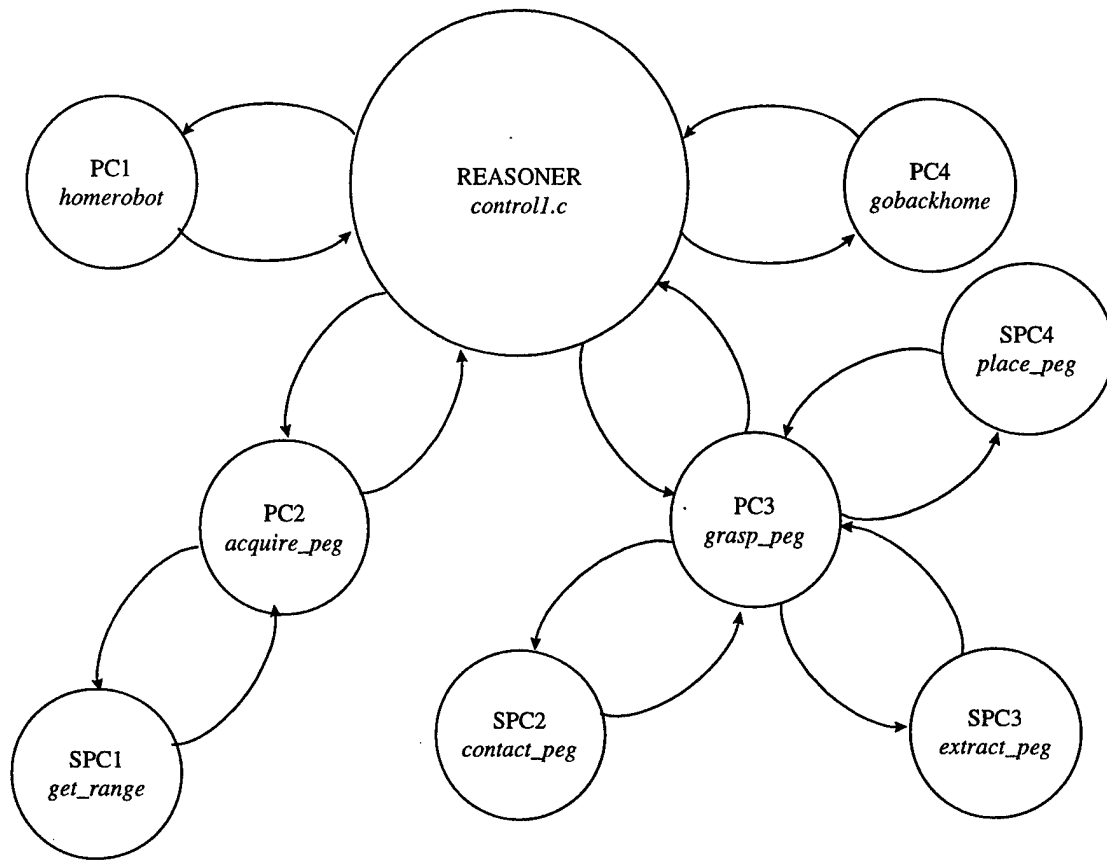 REASONER
control1.c
PC1
homerobot
PC4
gobackhome
SPC4
place_peg
PC2
acquire_peg
PC3
grasp_peg
SPC1
get_range
SPC2
contact_peg
SPC3
extract_peg